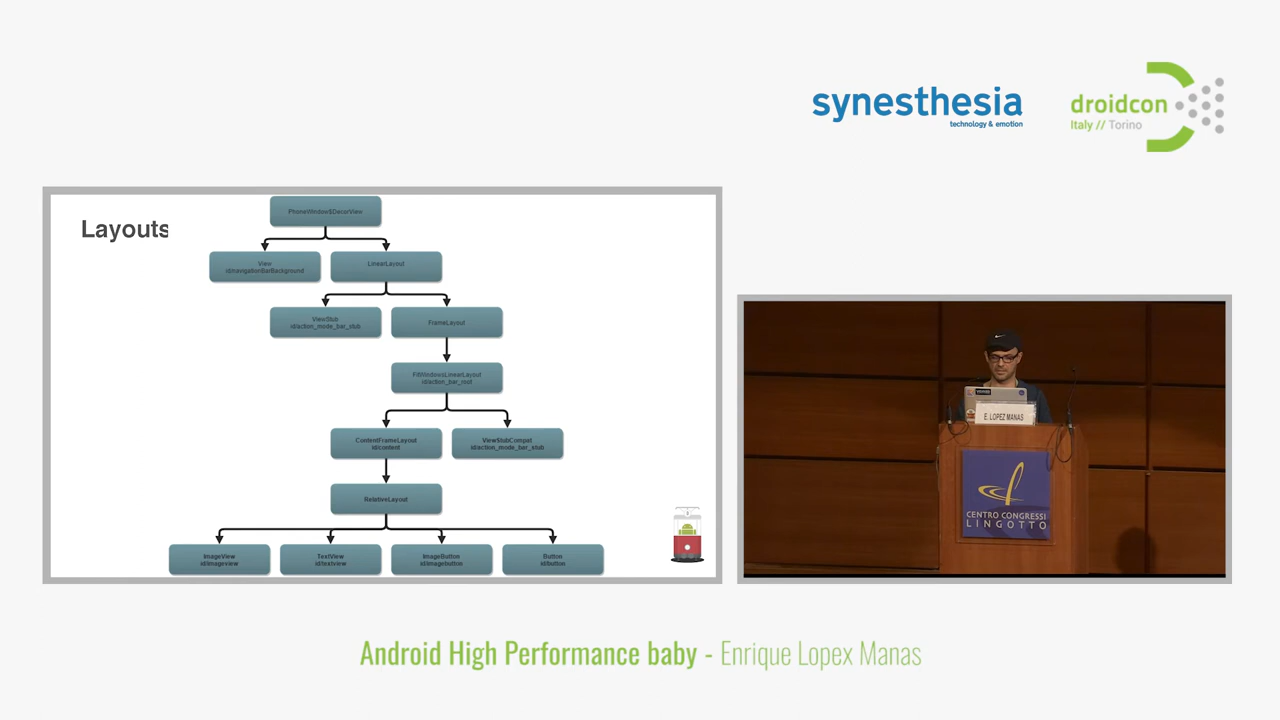 synesthesia
technology & emotion
droidcon
Italy // Torino
Layouts
PhoneWindow$DecorView
View
id/navigationBarBackground
LinearLayout
ViewStub
id/action_mode_bar_stub
FrameLayout
FitWindowsLinearLayout
id/action_bar_root
ContentFrameLayout
id/content
ViewStubCompat
id/action_mode_bar_stub
RelativeLayout
ImageView
id/imageview
TextView
id/textview
ImageButton
id/imagebutton
Button
id/button
E. LOPEZ MANAS
CENTRO CONGRESSI
LINGOTTO
Android High Performance baby - Enrique Lopex Manas